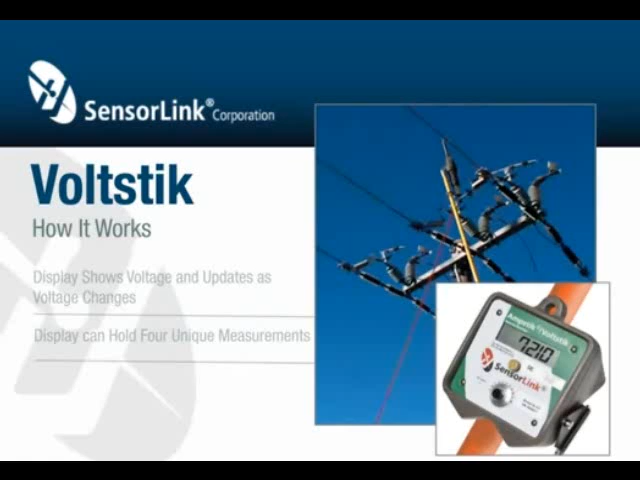 SensorLink® Corporation
Voltstik
How It Works
Display Shows Voltage and Updates as
Voltage Changes
Display can Hold Four Unique Measurements
Ampstik
Voltstik
7210
SensorLink®